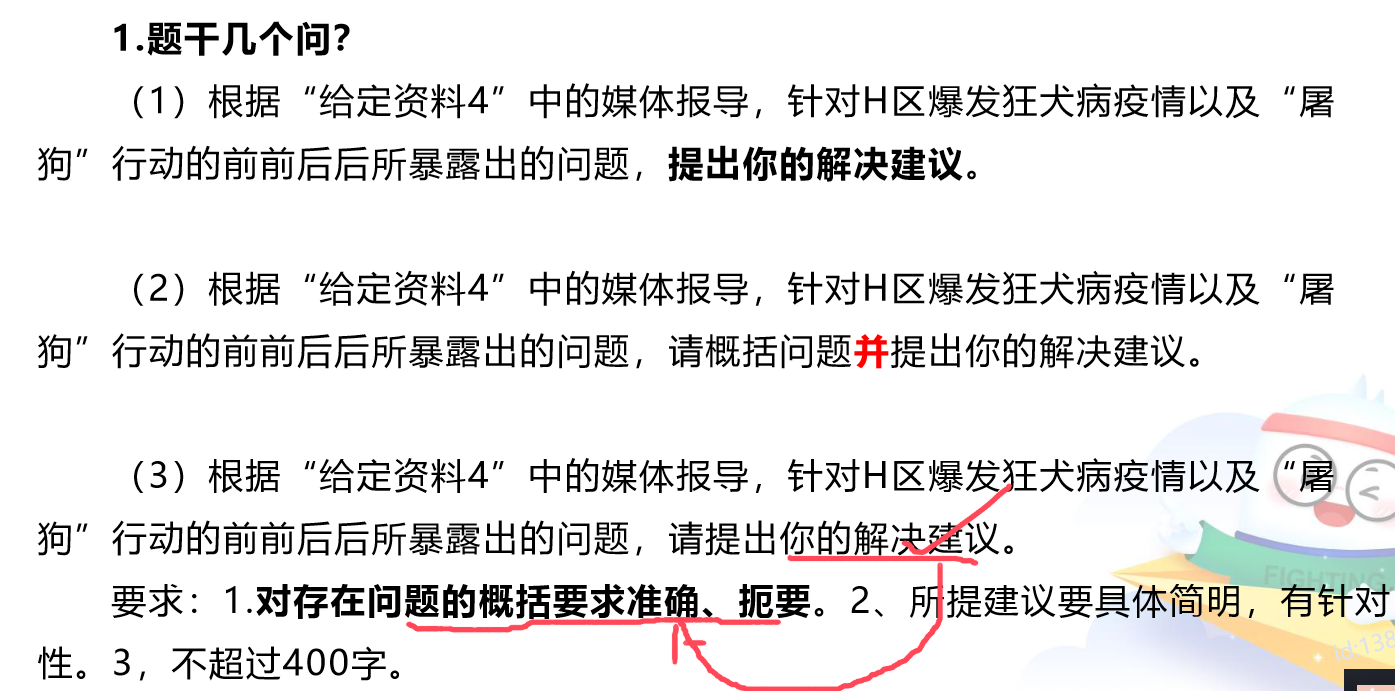 1.题干几个问？
（1）根据“给定资料4”中的媒体报导，针对H区爆发狂犬病疫情以及“屠
狗”行动的前前后后所暴露出的问题，提出你的解决建议。
（2）根据“给定资料4”中的媒体报导，针对H区爆发狂犬病疫情以及“屠
狗”行动的前前后后所暴露出的问题，请概括问题并提出你的解决建议。
（3）根据“给定资料4”中的媒体报导，针对H区爆发狂犬病疫情以及“屠
狗”行动的前前后后所暴露出的问题，请提出你的解决建议。
要求：1.对存在问题的概括要求准确、扼要。2、所提建议要具体简明，有针对
性。3，不超过400字。
FIGHTING
id:138